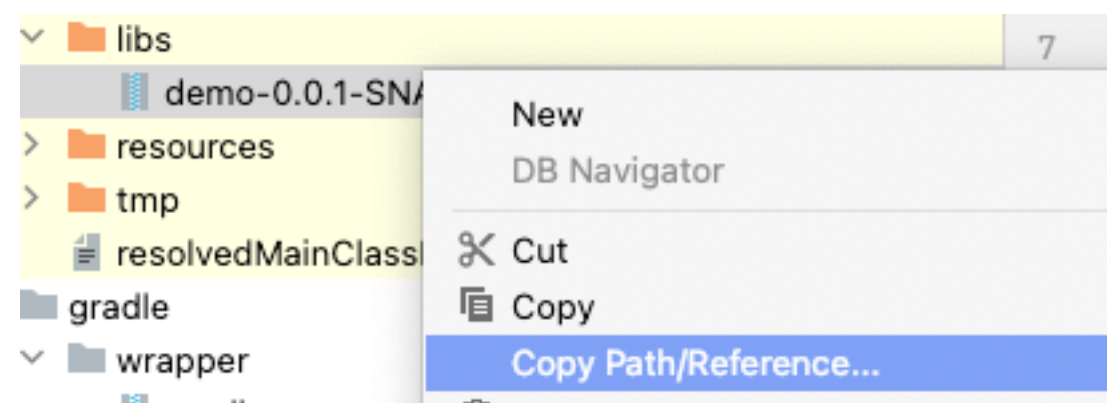 libs
7
demo-0.0.1-SNA
New
resources
DB Navigator
tmp
resolvedMainClass
Cut
gradle
Copy
wrapper
Copy Path/Reference...